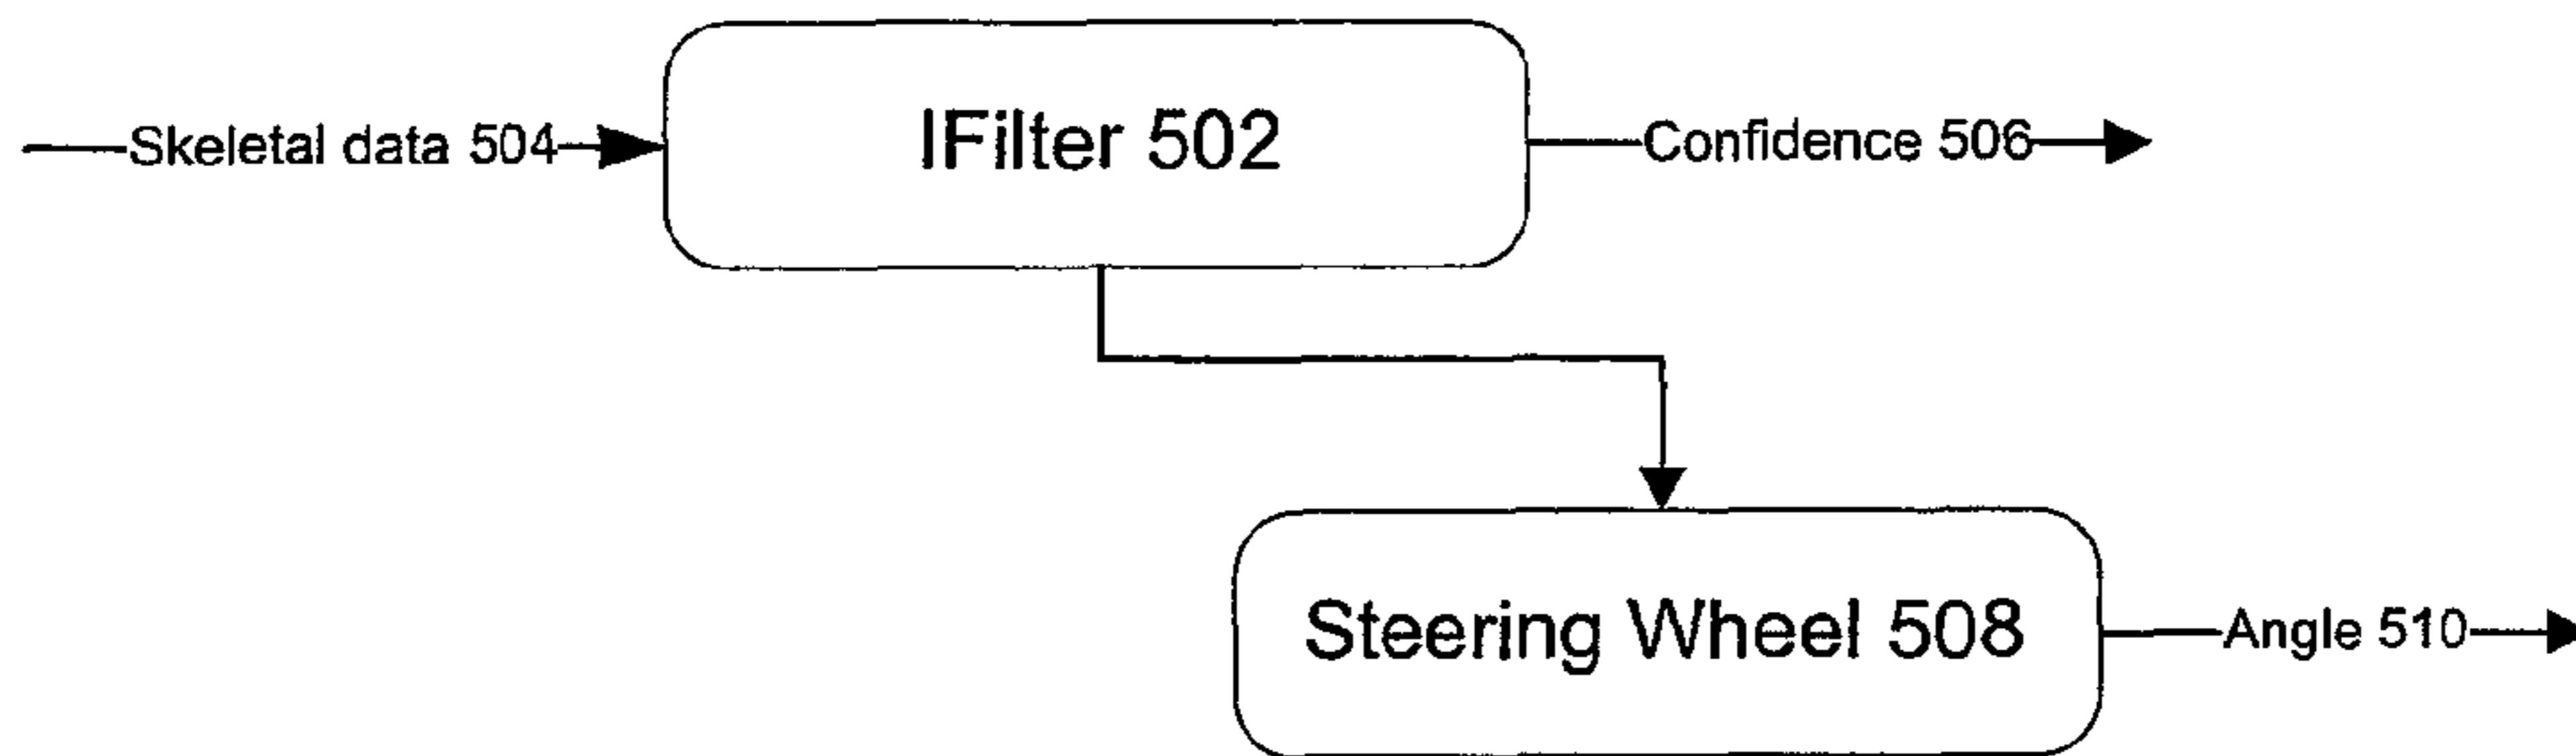 Skeletal data 504
IFilter 502
Confidence 506
Steering Wheel 508
Angle 510